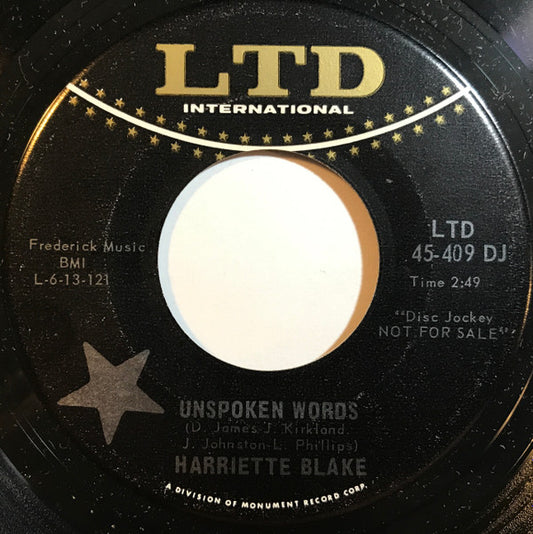 LTD
INTERNATIONAL
Frederick Music
BMI
L-6-13-121
LTD
45-409 DJ
Time 2:49
““Disc Jockey
NOT FOR SALE””
UNSPOKEN WORDS
(D. James-J. Kirkland
J. Johnston-L. Phillips)
HARRIETTE BLAKE
A DIVISION OF MONUMENT RECORD CORP.